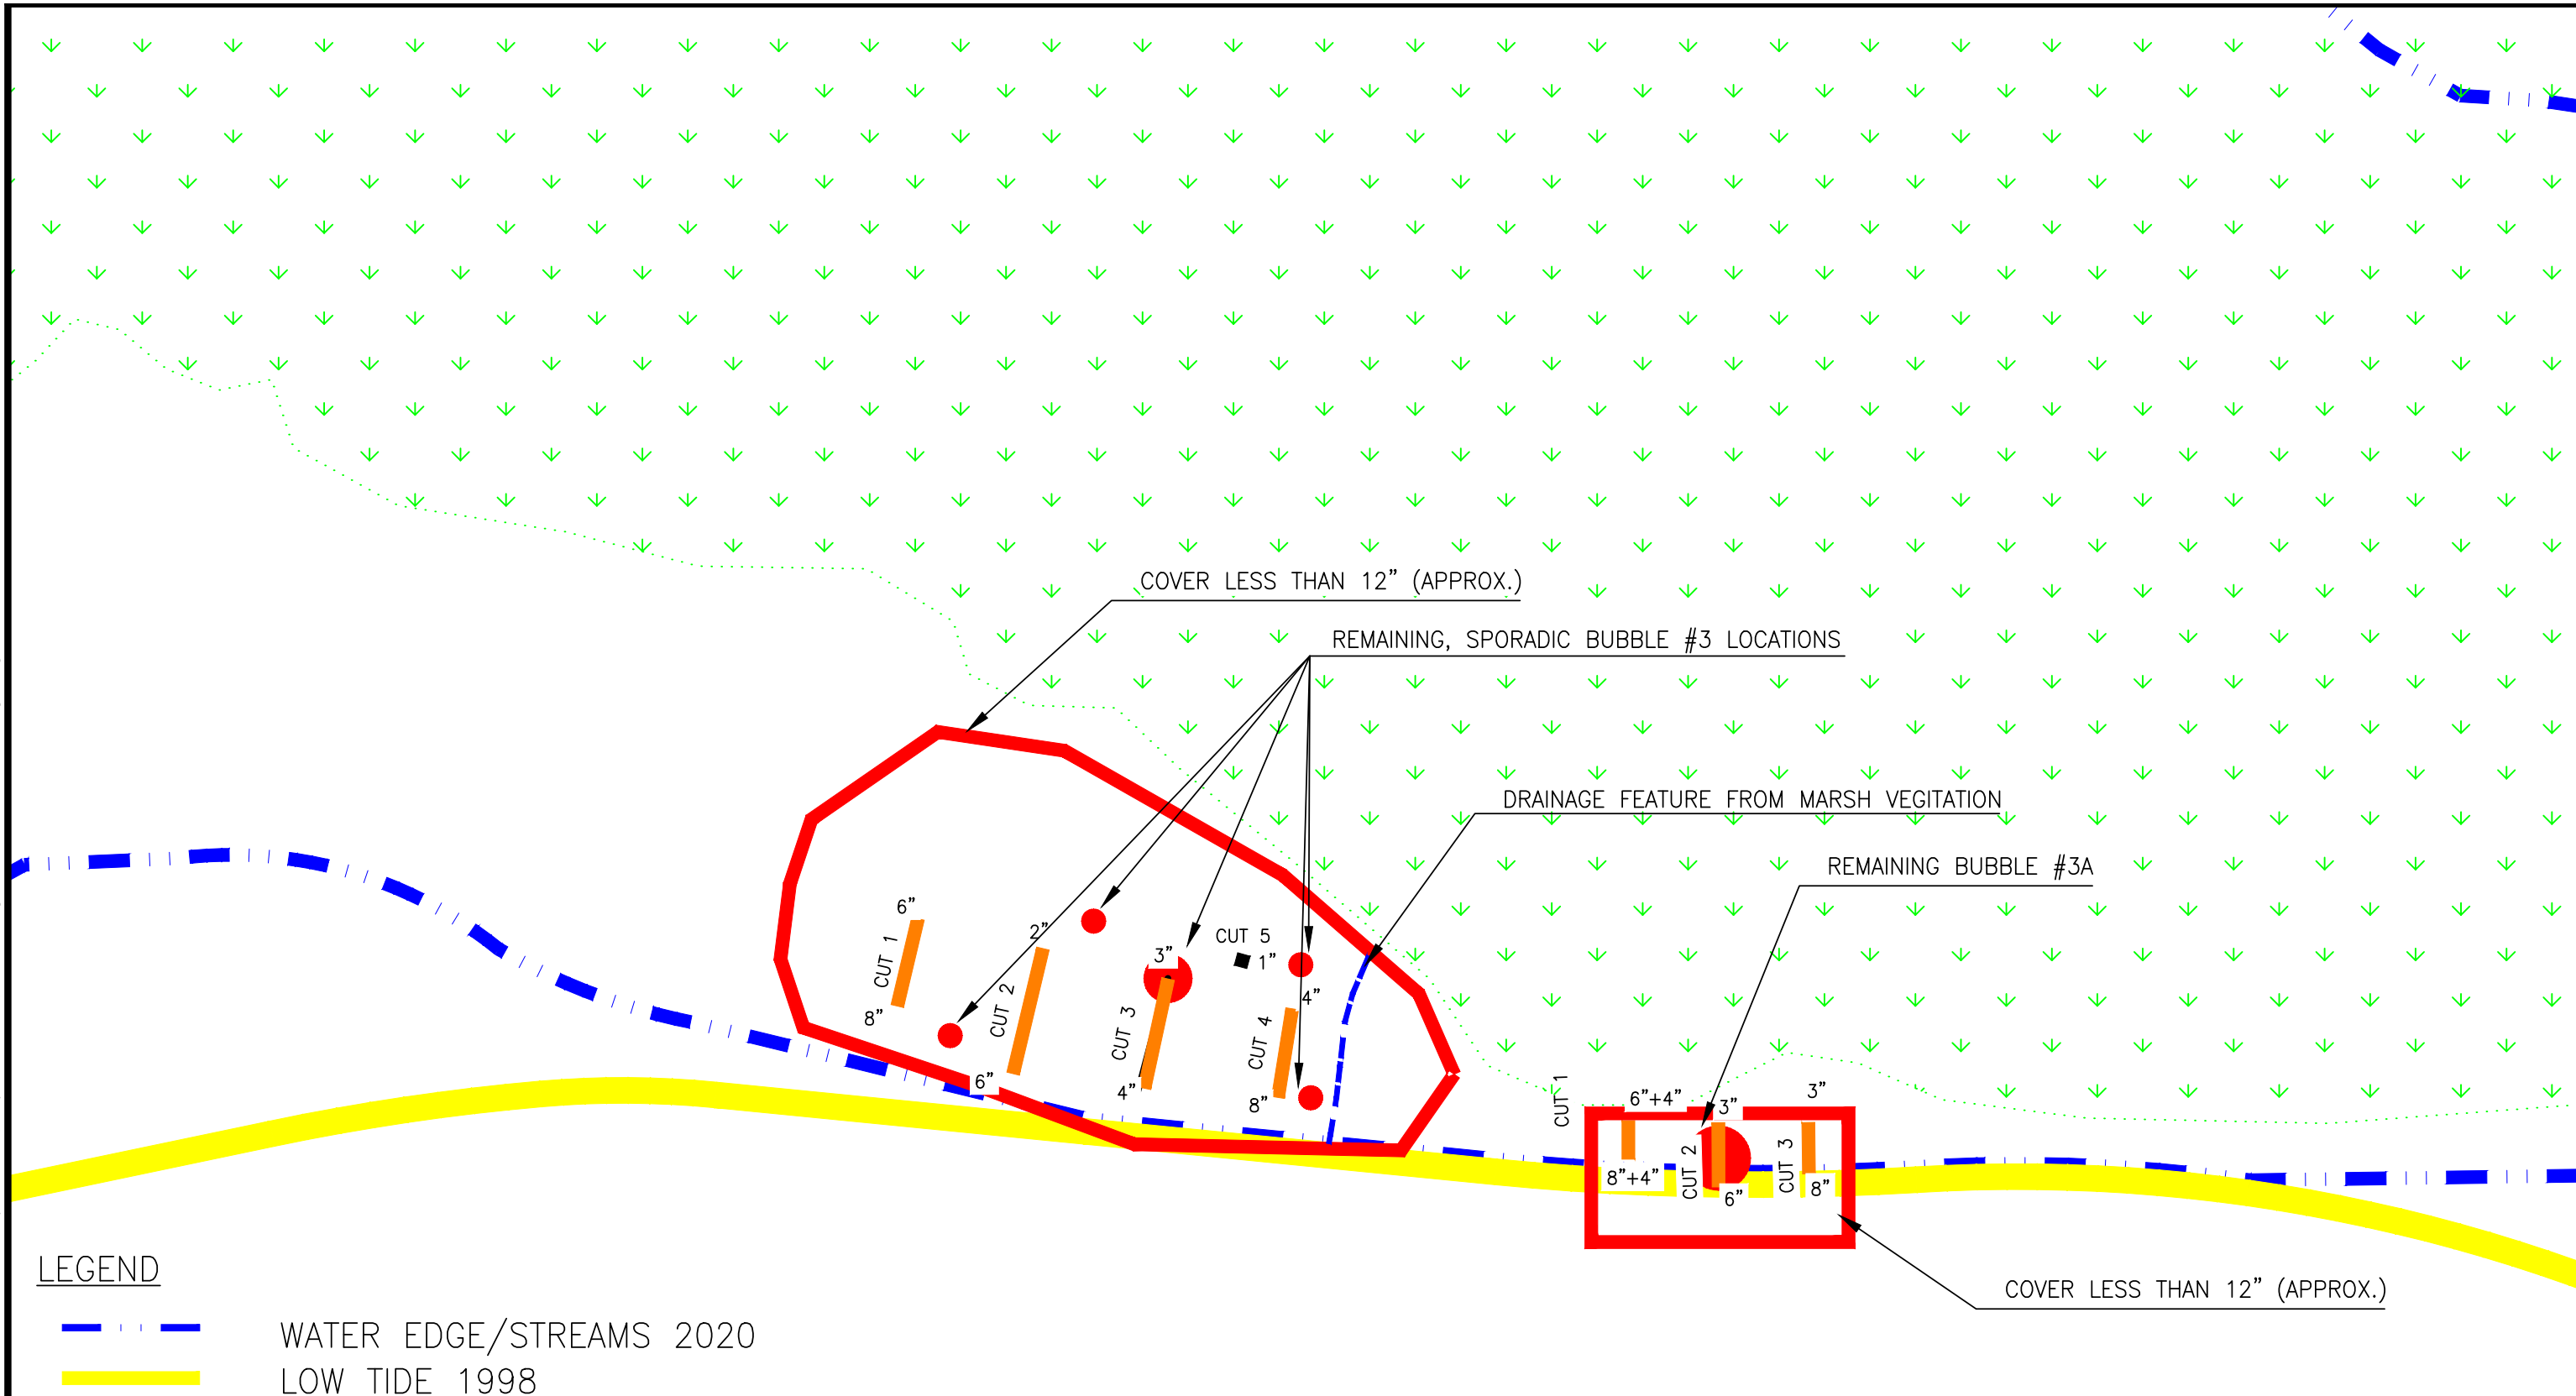 COVER LESS THAN 12” (APPROX.)
REMAINING, SPORADIC BUBBLE #3 LOCATIONS
DRAINAGE FEATURE FROM MARSH VEGITATION
REMAINING BUBBLE #3A
6”
CUT 1
8”
2”
CUT 2
6”
3”
CUT 3
4”
CUT 5
1”
4”
CUT 4
8”
CUT 1
6”+4”
8”+4”
3”
CUT 2
6”
3”
CUT 3
8”
COVER LESS THAN 12” (APPROX.)
LEGEND
WATER EDGE/STREAMS 2020
LOW TIDE 1998